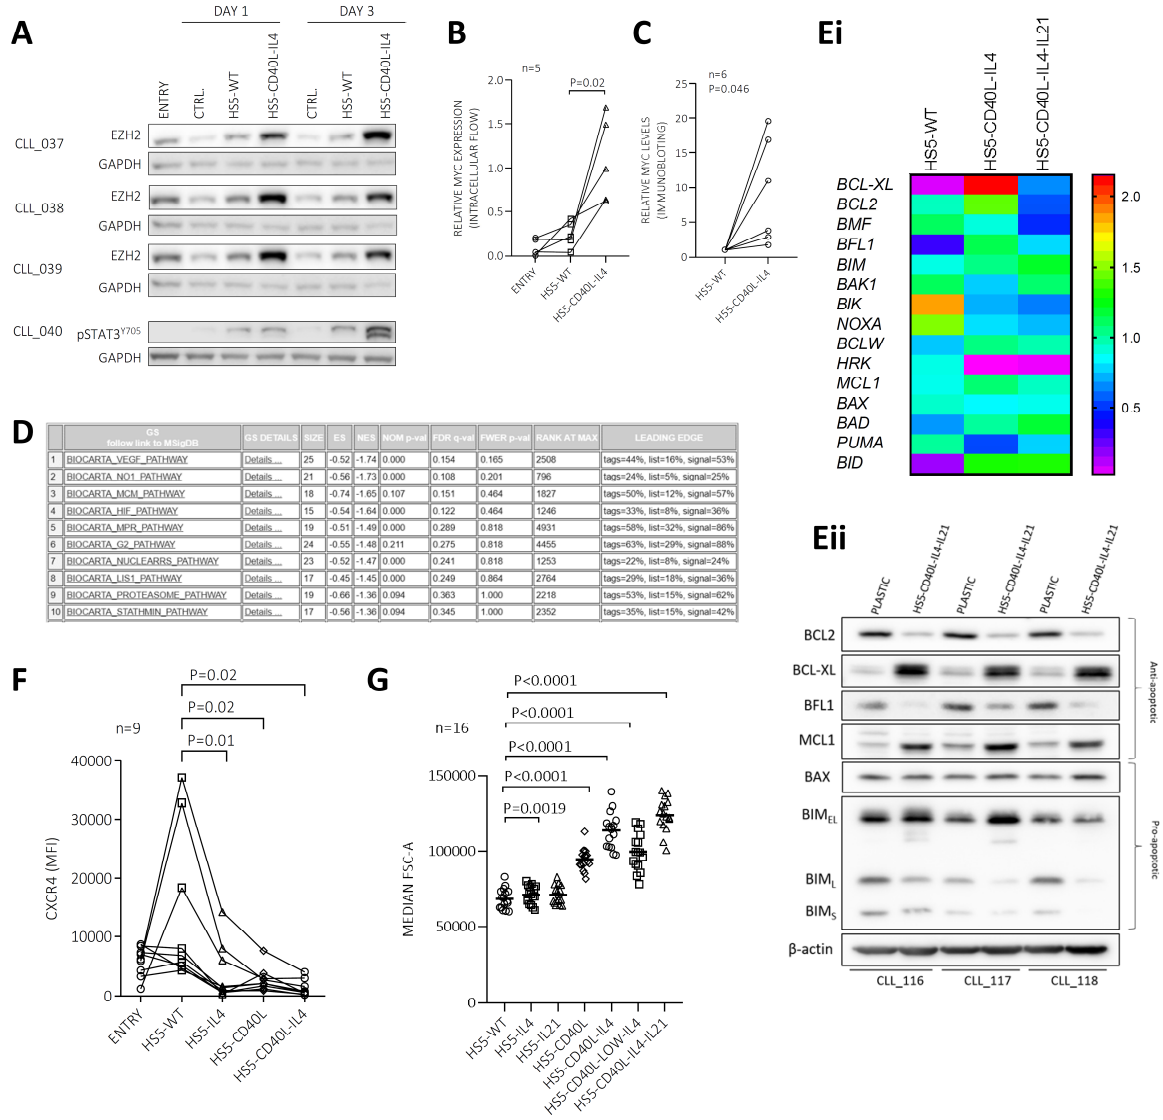 A
DAY 1
DAY 3
ENTRY
CTRL.
HS5-WT
HS5-CD40L-IL4
CTRL.
HS5-WT
HS5-CD40L-IL4
CLL_037
EZH2
GAPDH
CLL_038
EZH2
GAPDH
CLL_039
EZH2
GAPDH
CLL_040
pSTAT3Y705
GAPDH
B
n=5
P=0.02
RELATIVE MYC EXPRESSION
(INTRACELLULAR FLOW)
2.0
1.5
1.0
0.5
0.0
ENTRY
HS5-WT
HS5-CD40L-IL4
C
n=6
P=0.046
RELATIVE MYC LEVELS
(IMMUNOBLOTING)
25
20
15
10
5
0
HS5-WT
HS5-CD40L-IL4
D
GS
follow link to MSigDB
GS DETAILS SIZE ES NES NOM p-val FDR q-val FWER p-val RANK AT MAX LEADING EDGE
1 BIOCARTA_VEGF_PATHWAY Details ... 25 -0.52 -1.74 0.000 0.154 0.165 2508 tags=44%, list=16%, signal=53%
2 BIOCARTA_NO1_PATHWAY Details ... 21 -0.56 -1.73 0.000 0.108 0.201 796 tags=24%, list=5%, signal=25%
3 BIOCARTA_MCM_PATHWAY Details ... 18 -0.74 -1.65 0.107 0.151 0.464 1827 tags=50%, list=12%, signal=57%
4 BIOCARTA_HIF_PATHWAY Details ... 15 -0.54 -1.64 0.000 0.122 0.464 1246 tags=33%, list=8%, signal=36%
5 BIOCARTA_MPR_PATHWAY Details ... 19 -0.51 -1.49 0.000 0.289 0.818 4931 tags=58%, list=32%, signal=86%
6 BIOCARTA_G2_PATHWAY Details ... 24 -0.55 -1.48 0.211 0.275 0.818 4455 tags=63%, list=29%, signal=88%
7 BIOCARTA_NUCLEARRS_PATHWAY Details ... 23 -0.52 -1.47 0.000 0.241 0.818 1253 tags=22%, list=8%, signal=24%
8 BIOCARTA_LIS1_PATHWAY Details ... 17 -0.45 -1.45 0.000 0.249 0.864 2764 tags=29%, list=18%, signal=36%
9 BIOCARTA_PROTEASOME_PATHWAY Details ... 19 -0.66 -1.36 0.094 0.363 1.000 2218 tags=53%, list=15%, signal=62%
10 BIOCARTA_STATHMIN_PATHWAY Details ... 17 -0.56 -1.36 0.094 0.345 1.000 2352 tags=35%, list=15%, signal=42%
Ei
HS5-WT
HS5-CD40L-IL4
HS5-CD40L-IL4-IL21
BCL-XL
BCL2
BMF
BFL1
BIM
BAK1
BIK
NOXA
BCLW
HRK
MCL1
BAX
BAD
PUMA
BID
2.0
1.5
1.0
0.5
Eii
PLASTIC
HS5-CD40L-IL4-IL21
PLASTIC
HS5-CD40L-IL4-IL21
PLASTIC
HS5-CD40L-IL4-IL21
BCL2
BCL-XL
BFL1
MCL1
BAX
BIMEL
BIML
BIMS
β-actin
Anti-apoptotic
Pro-apoptotic
CLL_116
CLL_117
CLL_118
F
n=9
P=0.02
P=0.02
P=0.01
CXCR4 (MFI)
40000
30000
20000
10000
0
ENTRY
HS5-WT
HS5-IL4
HS5-CD40L
HS5-CD40L-IL4
G
n=16
P<0.0001
P<0.0001
P<0.0001
P<0.0001
P=0.0019
MEDIAN FSC-A
150000
100000
50000
0
HS5-WT
HS5-IL4
HS5-IL21
HS5-CD40L
HS5-CD40L-IL4
HS5-CD40L-LOW-IL4
HS5-CD40L-IL4-IL21